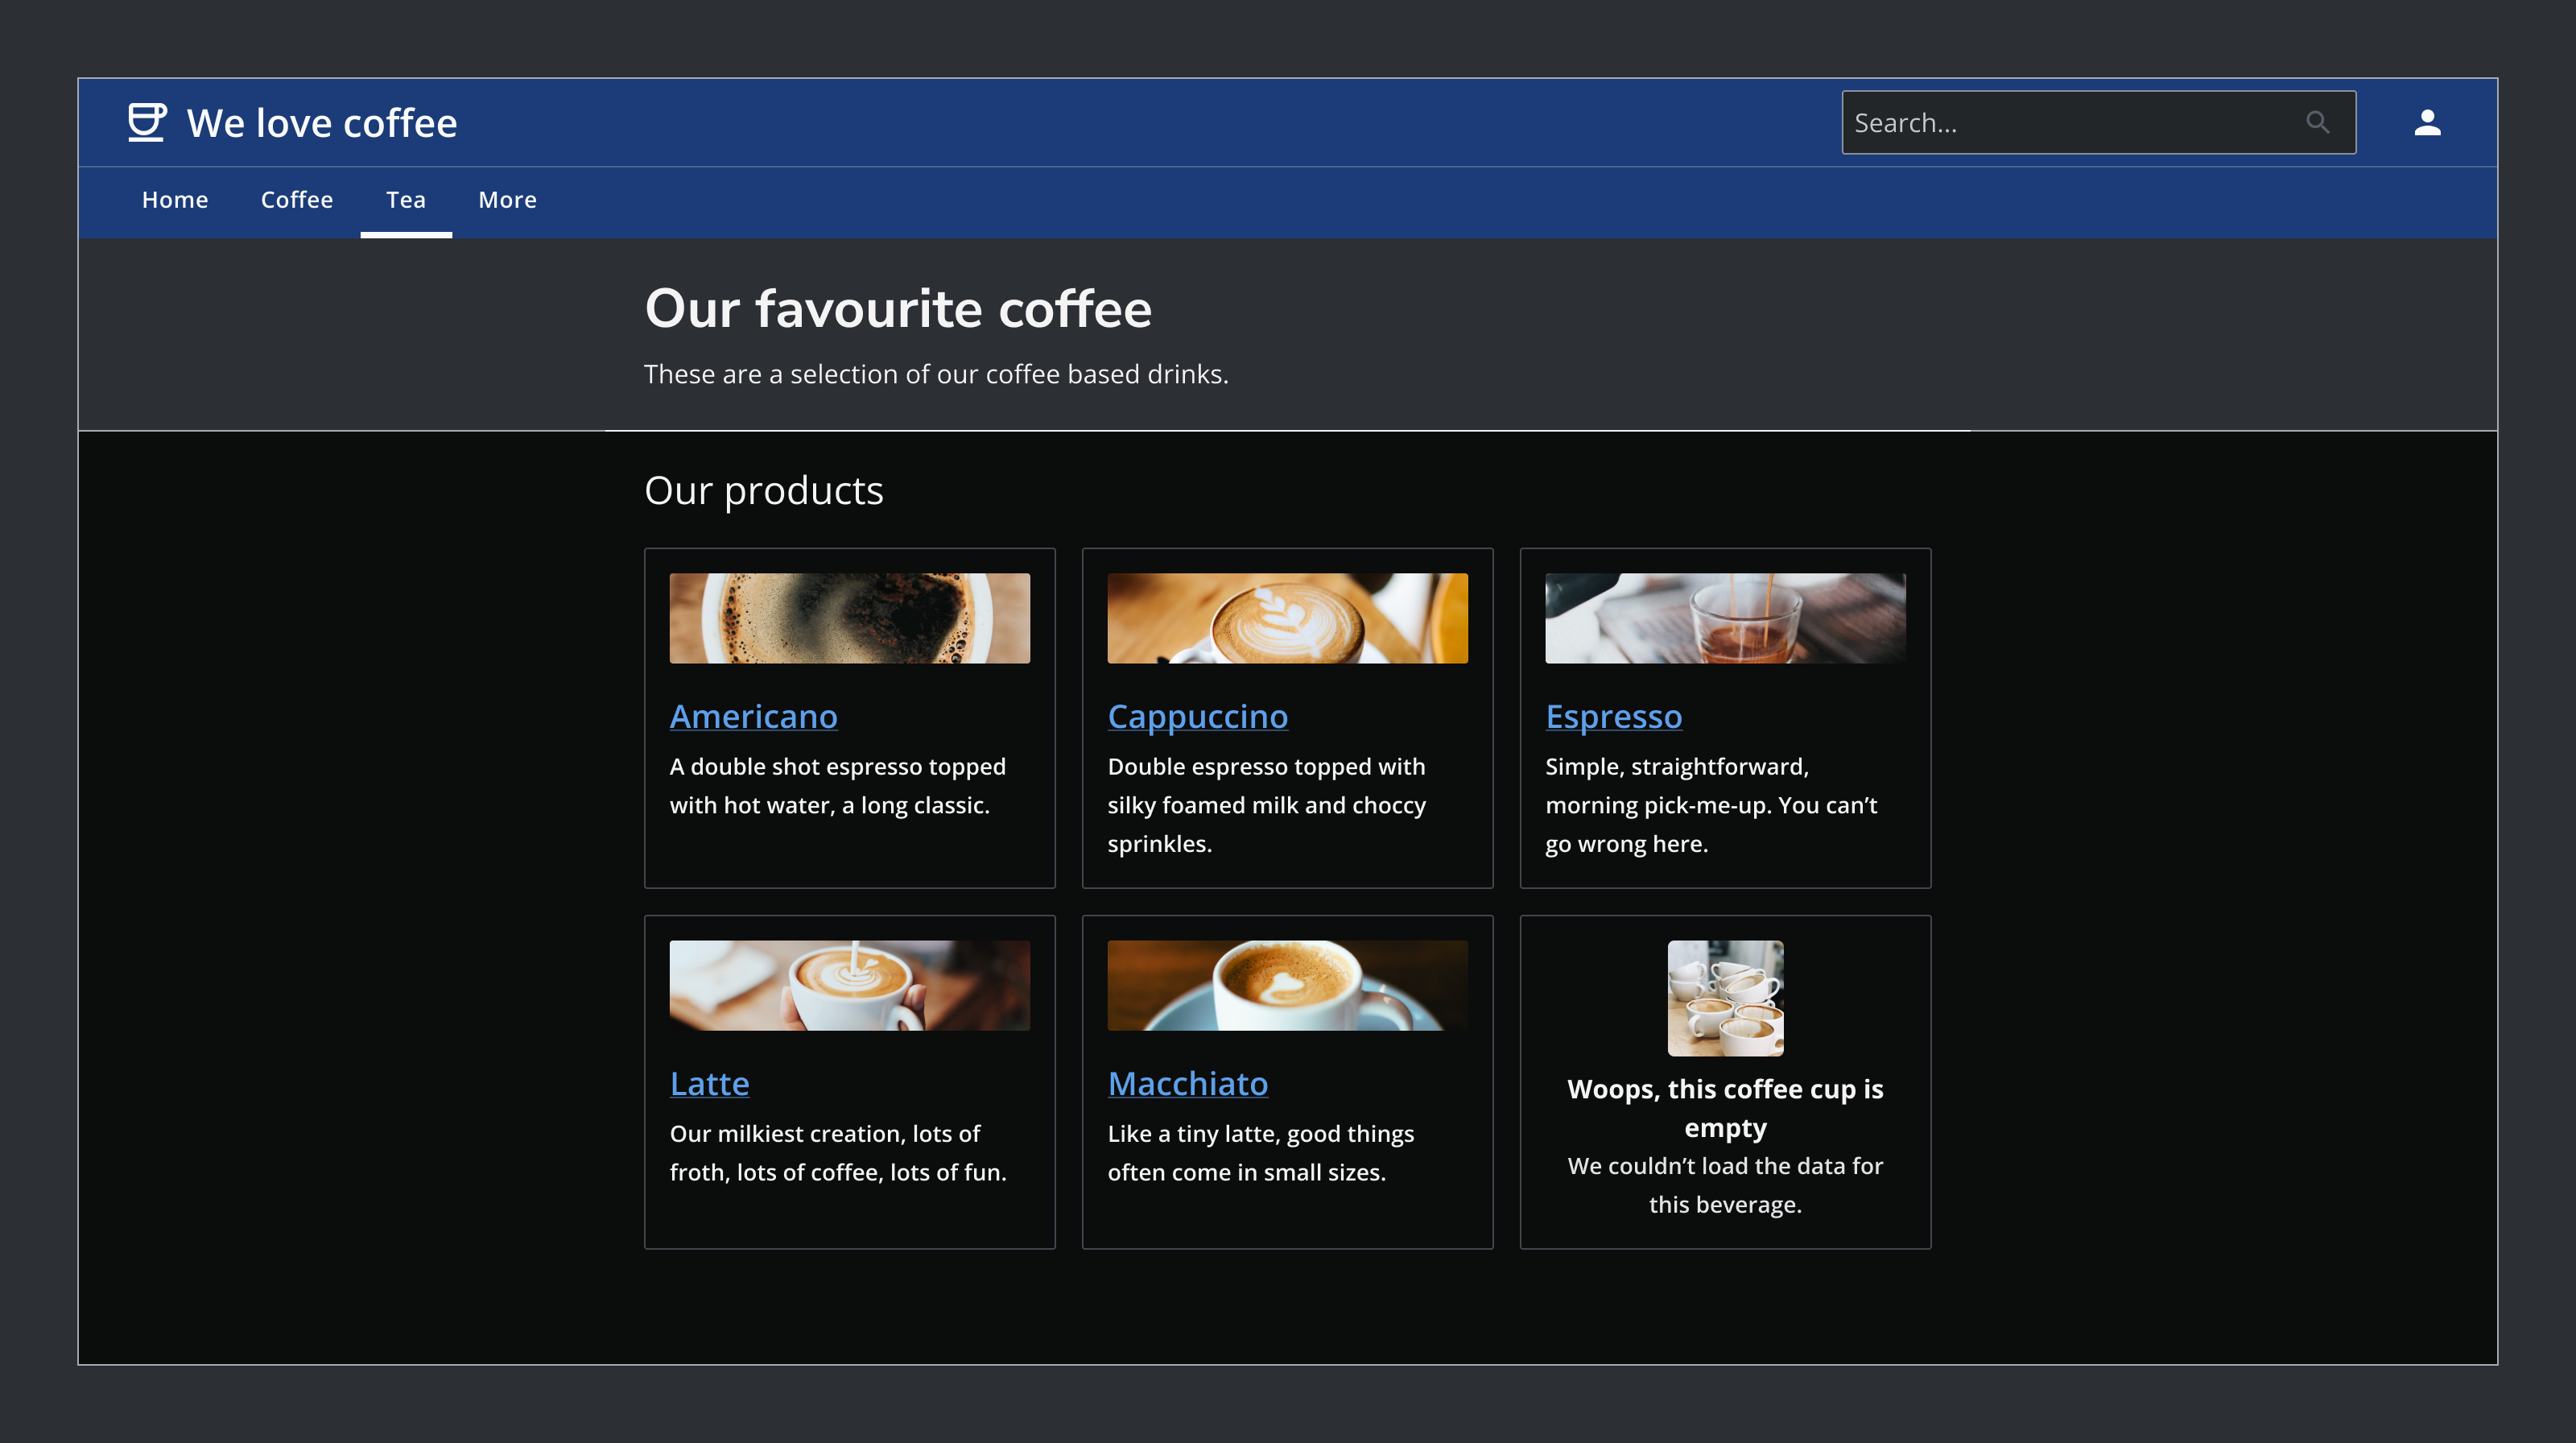 We love coffee
Search...
Home Coffee Tea More
Our favourite coffee
These are a selection of our coffee based drinks.
Our products
Americano
A double shot espresso topped
with hot water, a long classic.
Cappuccino
Double espresso topped with
silky foamed milk and choccy
sprinkles.
Espresso
Simple, straightforward,
morning pick-me-up. You can’t
go wrong here.
Latte
Our milkiest creation, lots of
froth, lots of coffee, lots of fun.
Macchiato
Like a tiny latte, good things
often come in small sizes.
Woops, this coffee cup is
empty
We couldn’t load the data for
this beverage.